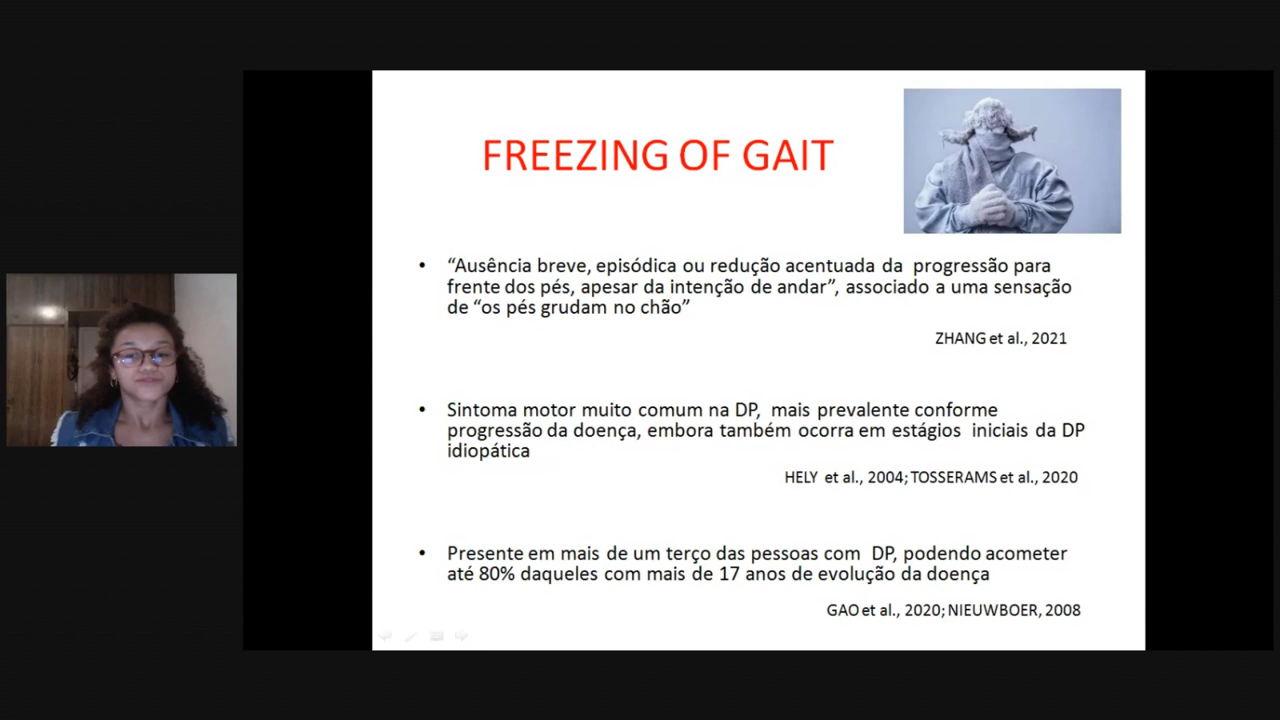 FREEZING OF GAIT
• “Ausência breve, episódica ou redução acentuada da progressão para
frente dos pés, apesar da intenção de andar”, associado a uma sensação
de “os pés grudam no chão”
ZHANG et al., 2021
• Sintoma motor muito comum na DP, mais prevalente conforme
progressão da doença, embora também ocorra em estágios iniciais da DP
idiopática
HELY et al., 2004; TOSSERAMS et al., 2020
• Presente em mais de um terço das pessoas com DP, podendo acometer
até 80% daqueles com mais de 17 anos de evolução da doença
GAO et al., 2020; NIEUWBOER, 2008